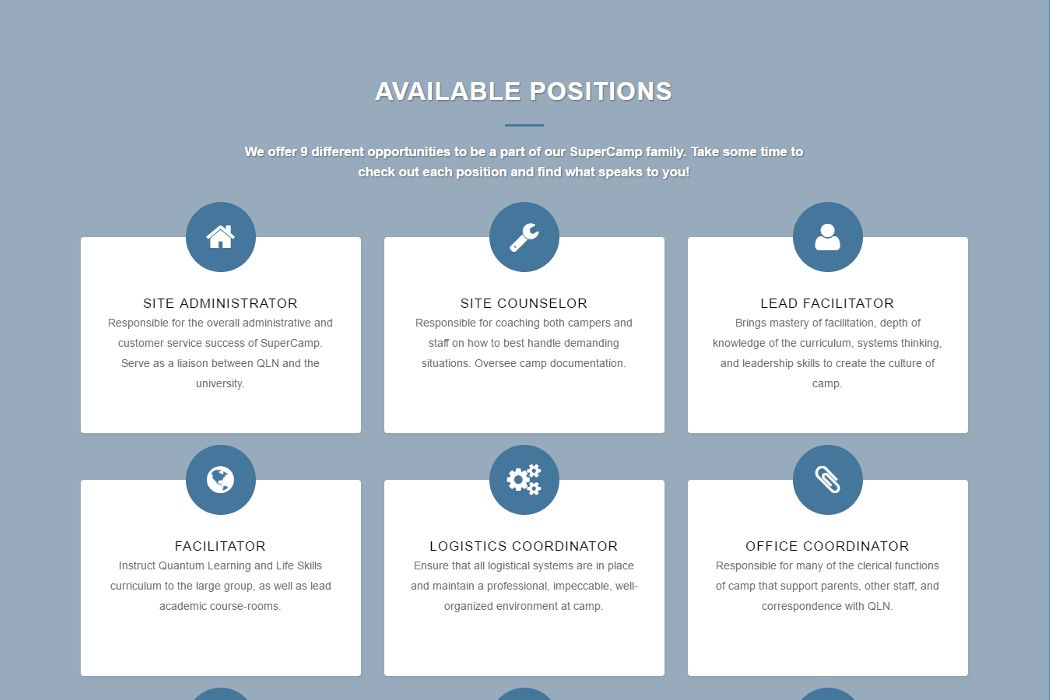 AVAILABLE POSITIONS
We offer 9 different opportunities to be a part of our SuperCamp family. Take some time to
check out each position and find what speaks to you!
SITE ADMINISTRATOR
Responsible for the overall administrative and
customer service success of SuperCamp.
Serve as a liaison between QLN and the
university.
SITE COUNSELOR
Responsible for coaching both campers and
staff on how to best handle demanding
situations. Oversee camp documentation.
LEAD FACILITATOR
Brings mastery of facilitation, depth of
knowledge of the curriculum, systems thinking,
and leadership skills to create the culture of
camp.
FACILITATOR
Instruct Quantum Learning and Life Skills
curriculum to the large group, as well as lead
academic course-rooms.
LOGISTICS COORDINATOR
Ensure that all logistical systems are in place
and maintain a professional, impeccable, well-
organized environment at camp.
OFFICE COORDINATOR
Responsible for many of the clerical functions
of camp that support parents, other staff, and
correspondence with QLN.